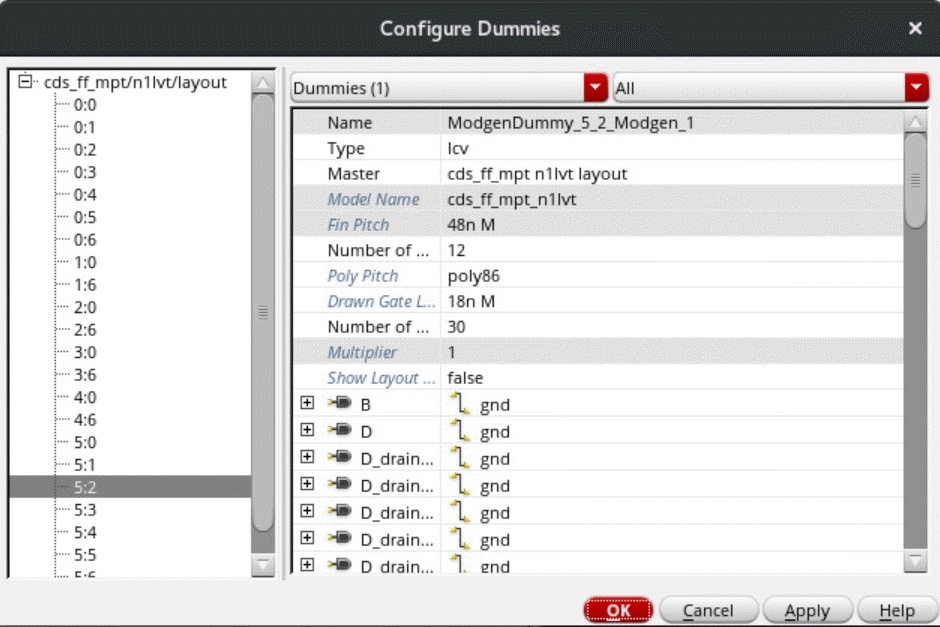 Configure Dummies
cds_ff_mpt/n1lvt/layout
0:0
0:1
0:2
0:3
0:4
0:5
0:6
1:0
1:6
2:0
2:6
3:0
3:6
4:0
4:6
5:0
5:1
5:2
5:3
5:4
5:5
5:6
Dummies (1) All
Name ModgenDummy_5_2_Modgen_1
Type lcv
Master cds_ff_mpt n1lvt layout
Model Name cds_ff_mpt_n1lvt
Fin Pitch 48n M
Number of ... 12
Poly Pitch poly86
Drawn Gate L... 18n M
Number of ... 30
Multiplier 1
Show Layout ... false
B gnd
D gnd
D_drain... gnd
D_drain... gnd
D_drain... gnd
D_drain... gnd
D_drain... gnd
OK Cancel Apply Help